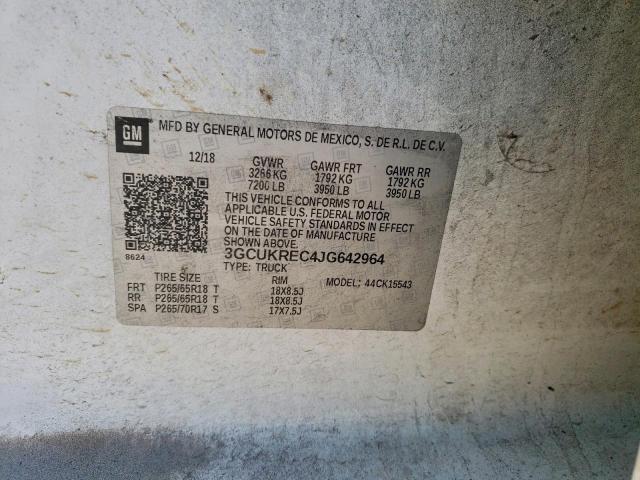 GM MFD BY GENERAL MOTORS DE MEXICO, S. DE R.L. DE C.V.
12/18 GVWR GAWR FRT GAWR RR
3266 KG 1792 KG 1792 KG
7200 LB 3950 LB 3950 LB
THIS VEHICLE CONFORMS TO ALL
APPLICABLE U.S. FEDERAL MOTOR
VEHICLE SAFETY STANDARDS IN EFFECT
ON THE DATE OF MANUFACTURE
SHOWN ABOVE.
8624 3GCUKREC4JG642964
TYPE: TRUCK
TIRE SIZE RIM MODEL: 44CK15543
FRT P265/65R18 T 18X8.5J
RR P265/65R18 T 18X8.5J
SPA P265/70R17 S 17X7.5J